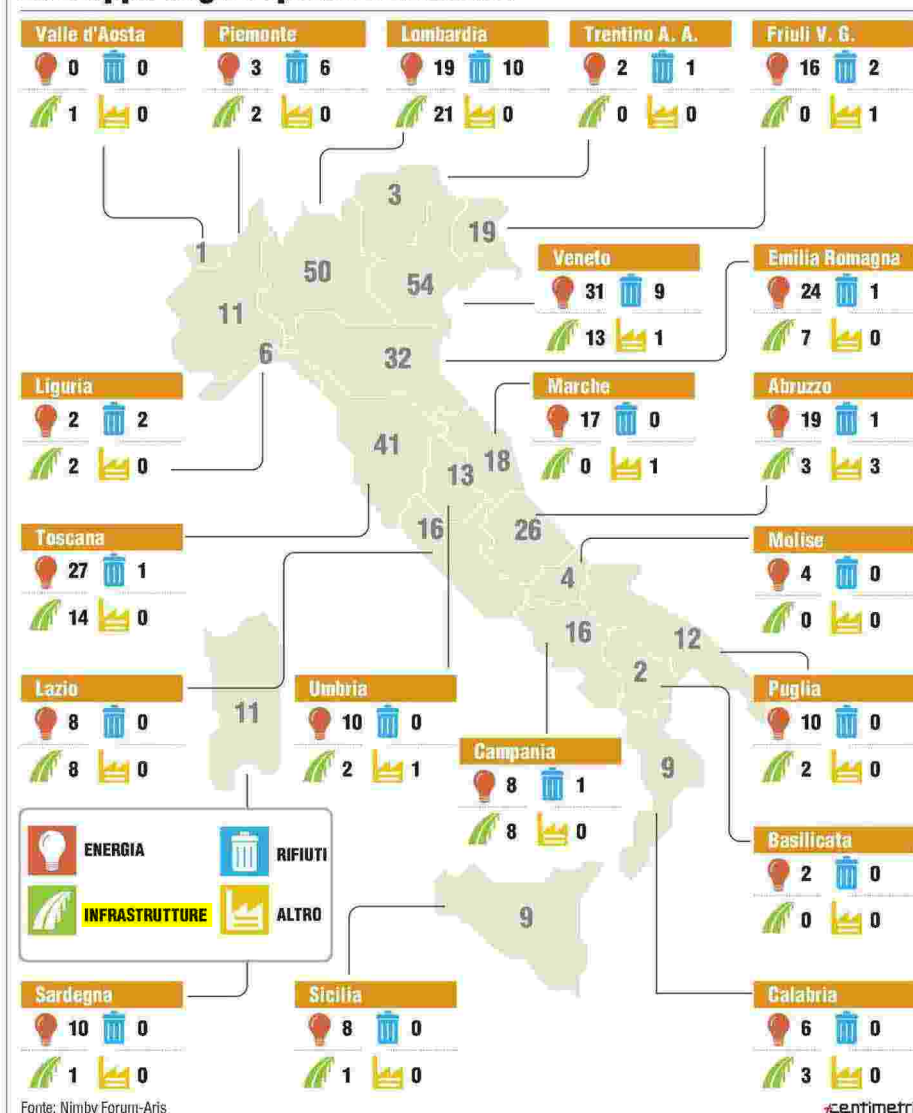 Valle d'Aosta Piemonte Lombardia Trentino A. A. Friuli V. G.
0 0 3 6 19 10 2 1 16 2
1 0 2 0 21 0 0 0 0 1
3
19
1
50
54
11
6
32
Veneto
31 9
13 1
Emilia Romagna
24 1
7 0
Liguria
2 2
2 0
Marche
17 0
0 1
Abruzzo
19 1
3 3
41
13
18
16
26
Toscana
27 1
14 0
Molise
4 0
0 0
4
16
12
2
Lazio
8 0
8 0
11
Umbria
10 0
2 1
Campania
8 1
8 0
9
Puglia
10 0
2 0
ENERGIA
RIFIUTI
INFRASTRUTTURE
ALTRO
Basilicata
2 0
0 0
9
Sardegna
10 0
1 0
Sicilia
8 0
1 0
Calabria
6 0
3 0
Fonte: Nimby Forum-Aris
centimetri